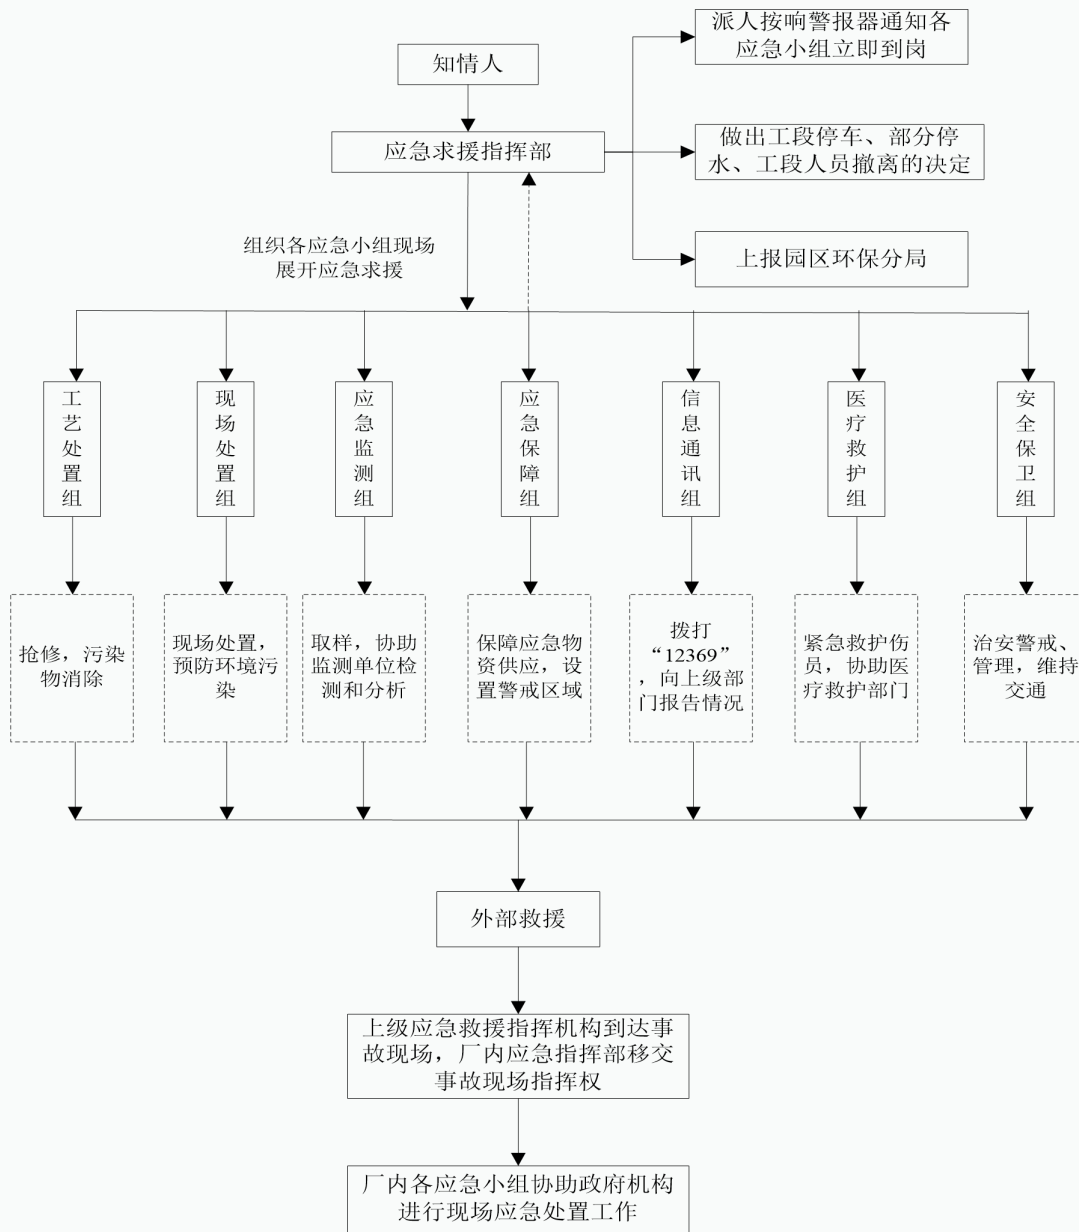 派人按响警报器通知各
应急小组立即到岗
知情人
应急求援指挥部
做出工段停车、部分停
水、工段人员撤离的决定
组织各应急小组现场
展开应急求援
上报园区环保分局
工艺处置组
现场处置组
应急监测组
应急保障组
信息通讯组
医疗救护组
安全保卫组
抢修，污染
物消除
现场处置，
预防环境污
染
取样，协助
监测单位检
测和分析
保障应急物
资供应，设
置警戒区域
拨打
“12369”
，向上级部
门报告情况
紧急救护伤
员，协助医
疗救护部门
治安警戒、
管理，维持
交通
外部救援
上级应急救援指挥机构到达事
故现场，厂内应急指挥部移交
事故现场指挥权
厂内各应急小组协助政府机构
进行现场应急处置工作